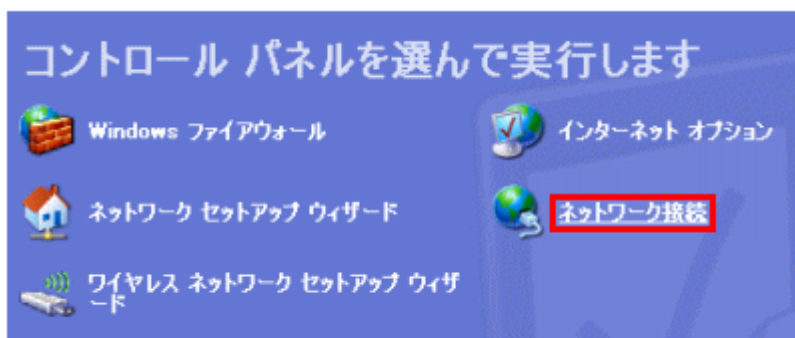 コントロール パネルを選んで実行します
Windows ファイアウォール
インターネット オプション
ネットワーク セットアップ ウィザード
ネットワーク接続
ワイヤレス ネットワーク セットアップ ウィザ
ード